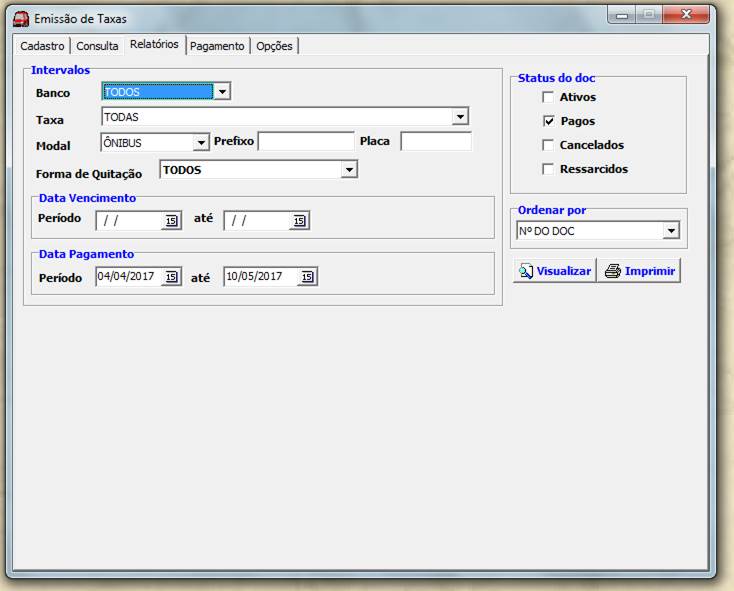 Emissão de Taxas
Cadastro Consulta Relatórios Pagamento Opções
Intervalos
Banco TODOS
Taxa TODAS
Modal ÔNIBUS Prefixo Placa
Forma de Quitação TODOS
Data Vencimento
Período / / 15 até / / 15
Data Pagamento
Período 04/04/2017 15 até 10/05/2017 15
Status do doc
Ativos
Pagos
Cancelados
Ressarcidos
Ordenar por
Nº DO DOC
Visualizar Imprimir